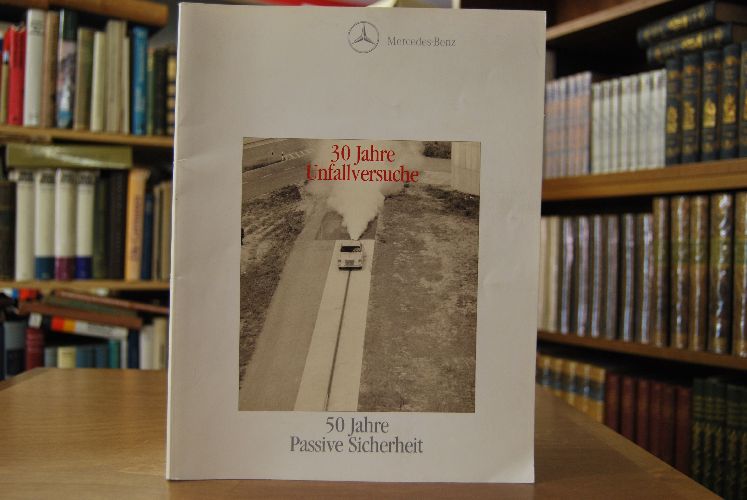 Mercedes-Benz
30 Jahre
Unfallversuche
50 Jahre
Passive Sicherheit